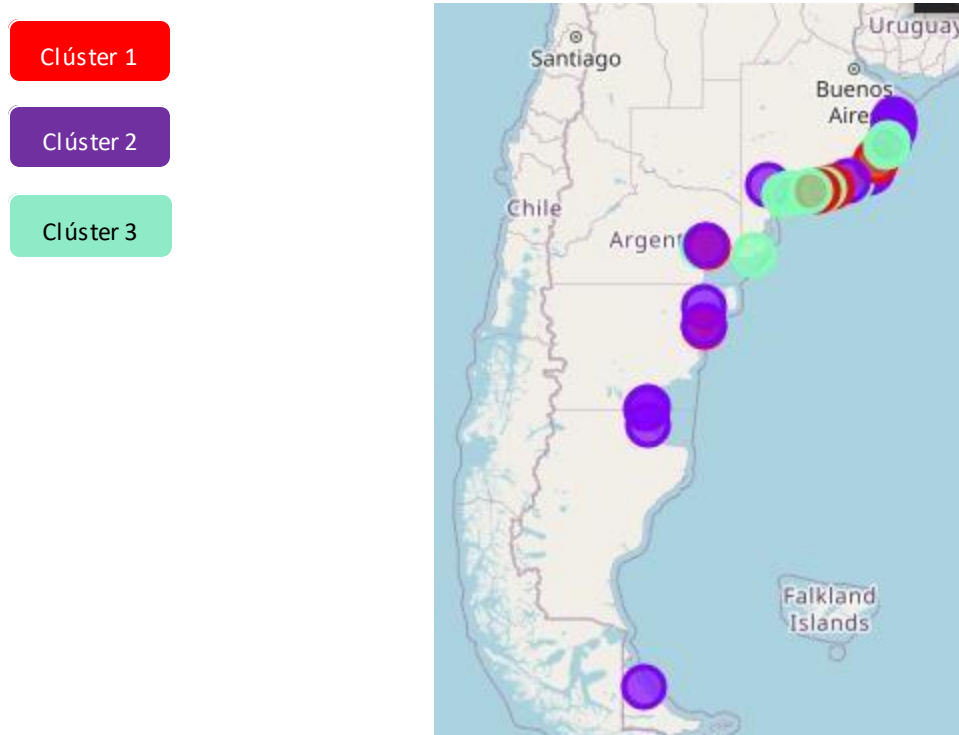 Clúster 1
Clúster 2
Clúster 3
Uruguay
Santiago
Buenos
Aire
Chile
Argent
Falkland
Islands